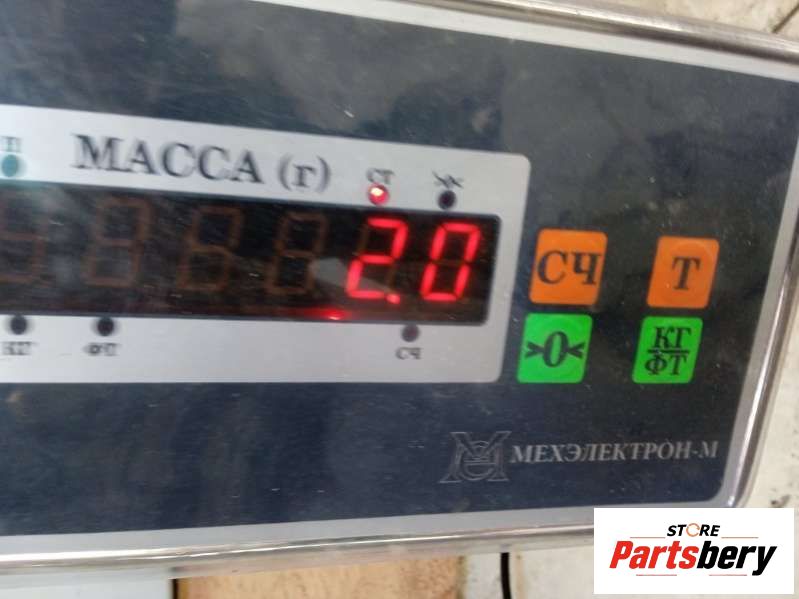 П
МАССА (г)
СТ
2.0
КГ
ФТ
СЧ
СЧ
Т
>0<
КГ
ФТ
МЕХЭЛЕКТРОН-М
STORE
Partsbery